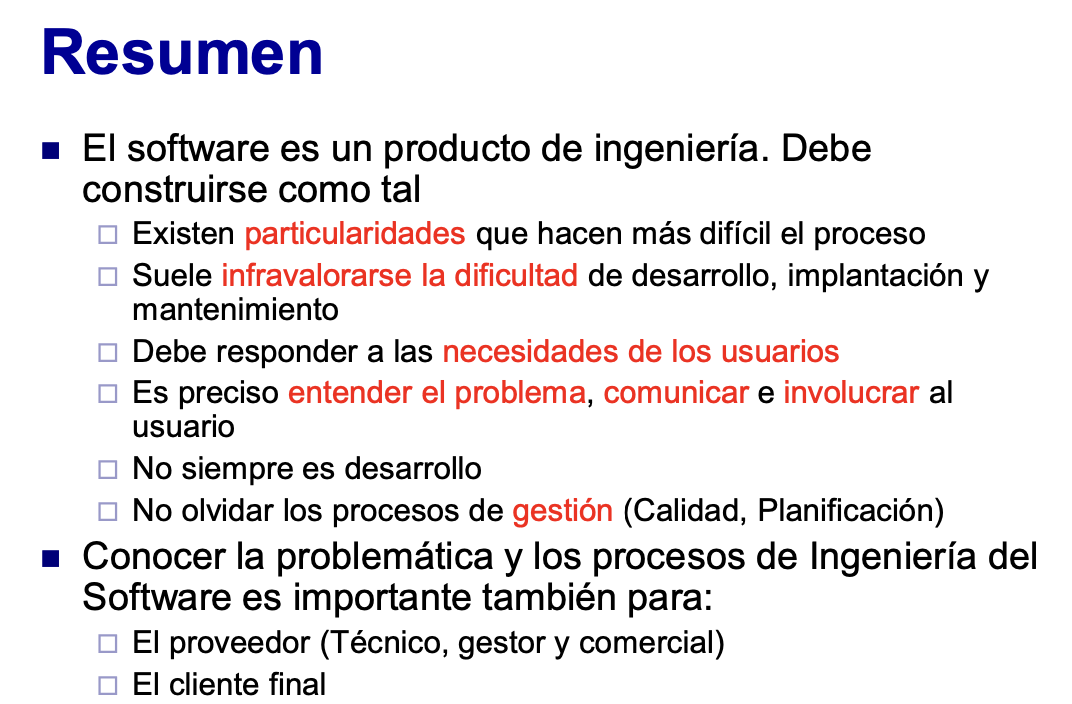 Resumen
El software es un producto de ingeniería. Debe
construirse como tal
Existen particularidades que hacen más difícil el proceso
Suele infravalorarse la dificultad de desarrollo, implantación y
mantenimiento
Debe responder a las necesidades de los usuarios
Es preciso entender el problema, comunicar e involucrar al
usuario
No siempre es desarrollo
No olvidar los procesos de gestión (Calidad, Planificación)
Conocer la problemática y los procesos de Ingeniería del
Software es importante también para:
El proveedor (Técnico, gestor y comercial)
El cliente final